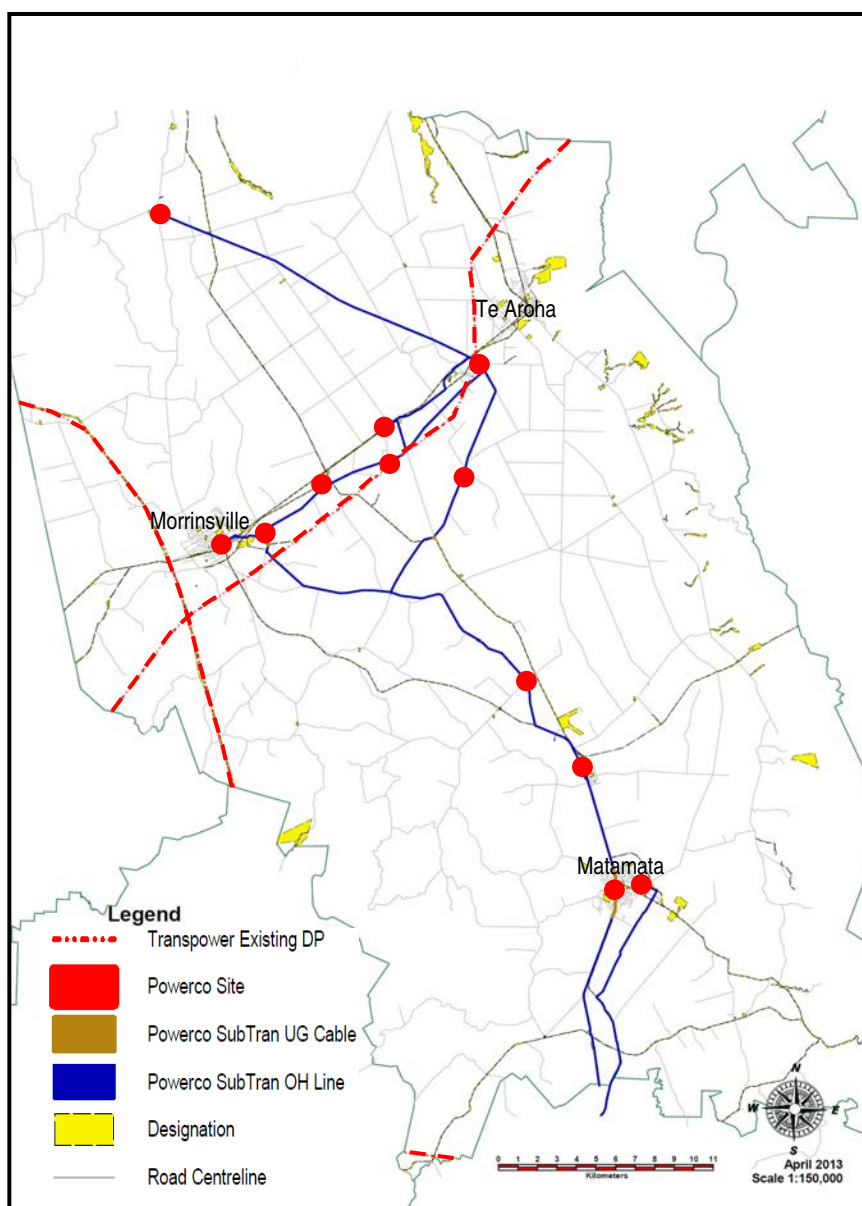 Te Aroha
Morrinsville
Matamata
Legend
Transpower Existing DP
Powerco Site
Powerco SubTran UG Cable
Powerco SubTran OH Line
Designation
Road Centreline
0 1 2 3 4 5 6 7 8 9 10 11
Kilometers
N
W E
S
April 2013
Scale 1:150,000